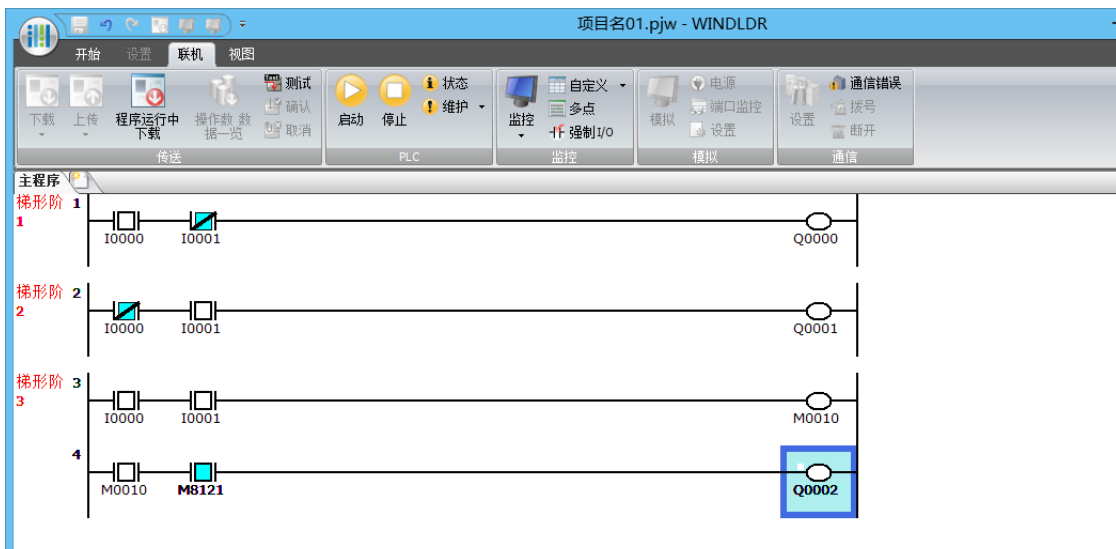 项目名01.pjw - WINDLDR
开始 设置 联机 视图
下载 上传 程序运行中下载 操作数 数据一览 测试 确认 取消
启动 停止 状态 维护
监控 自定义 多点 强制I/O
模拟 电源 端口监控 设置
设置 通信错误 拨号 断开
传送 PLC 监控 模拟 通信
主程序
梯形阶 1
1
I0000 I0001 Q0000
梯形阶 2
2
I0000 I0001 Q0001
梯形阶 3
3
I0000 I0001 M0010
4
M0010 M8121 Q0002